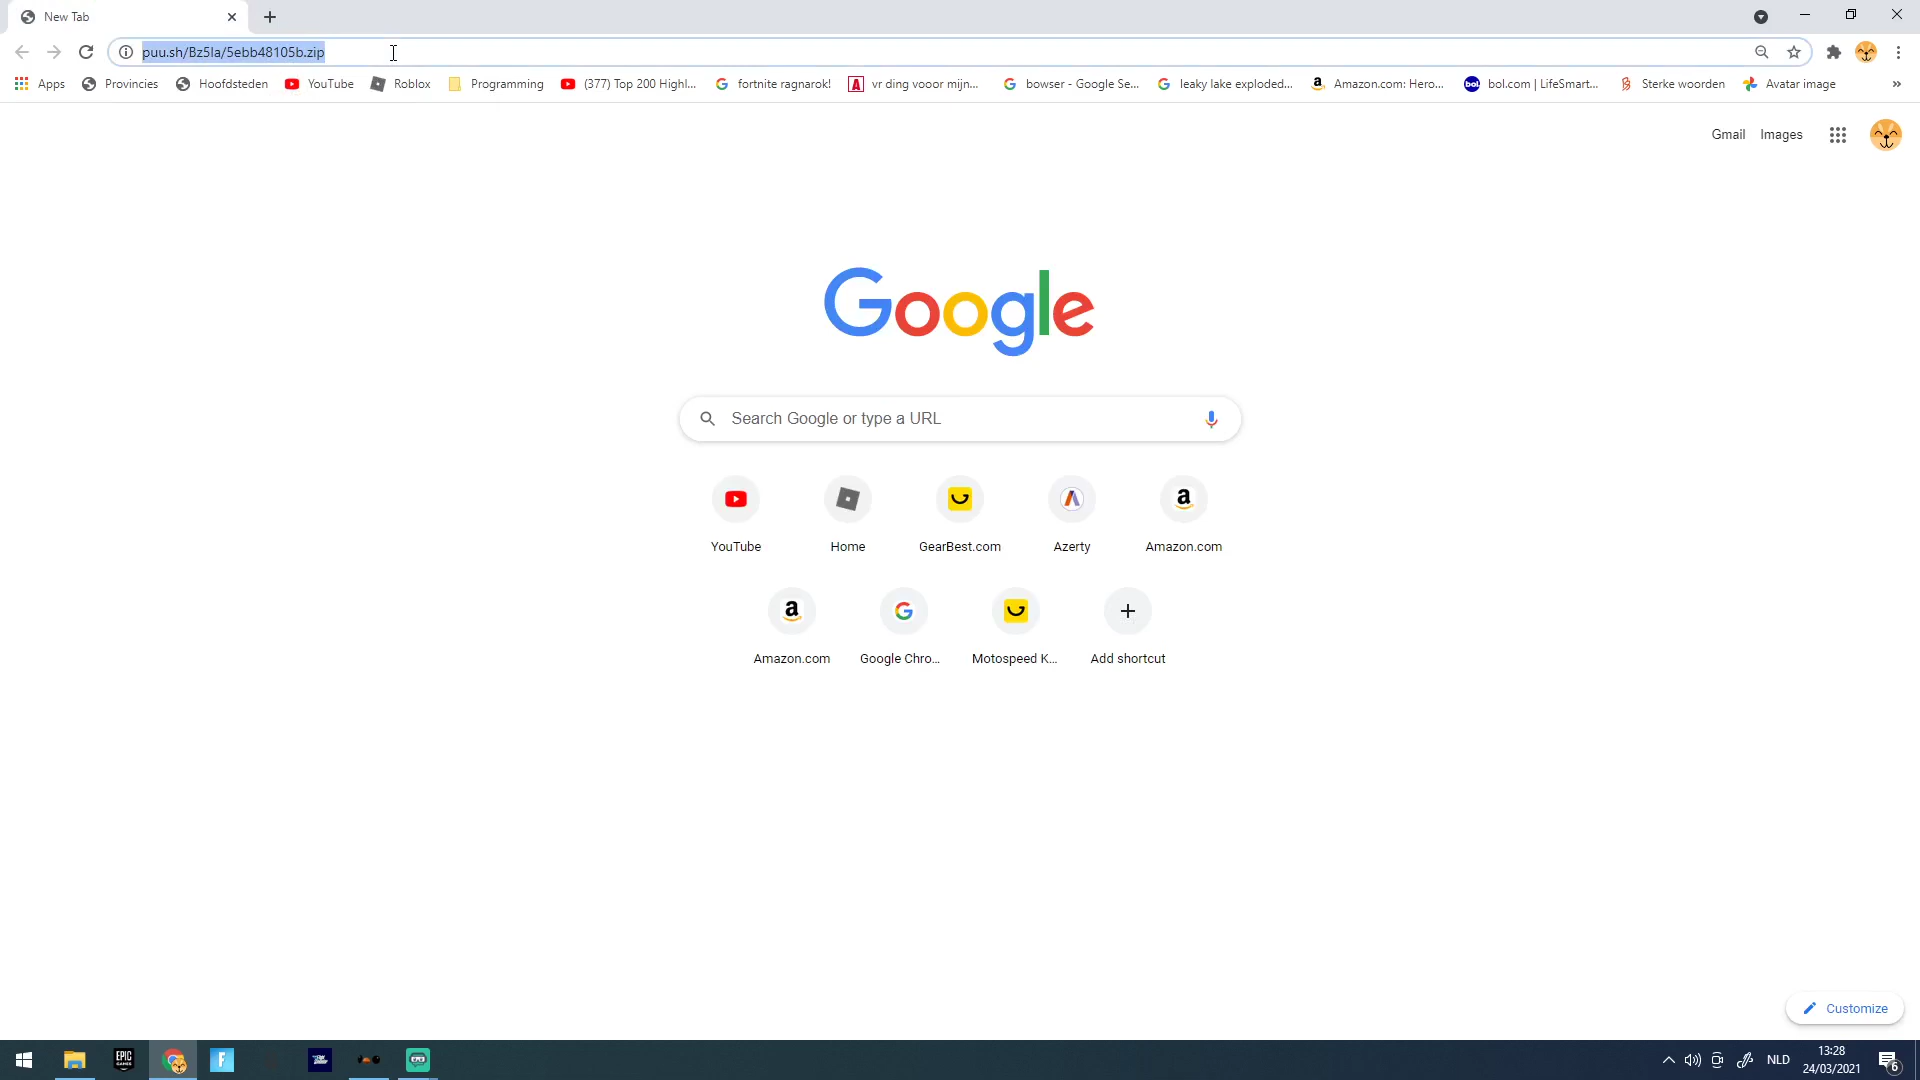 New Tab
puu.sh/Bz5la/5ebb48105b.zip
Apps Provincies Hoofdsteden YouTube Roblox Programming (377) Top 200 Highl... fortnite ragnarok! vr ding vooor mijn... bowser - Google Se... leaky lake exploded... Amazon.com: Hero... bol.com | LifeSmart... Sterke woorden Avatar image »
Gmail Images
Google
Search Google or type a URL
YouTube Home GearBest.com Azerty Amazon.com
Amazon.com Google Chro... Motospeed K... Add shortcut
Customize
EPIC GAMES
NLD
13:28
24/03/2021
6